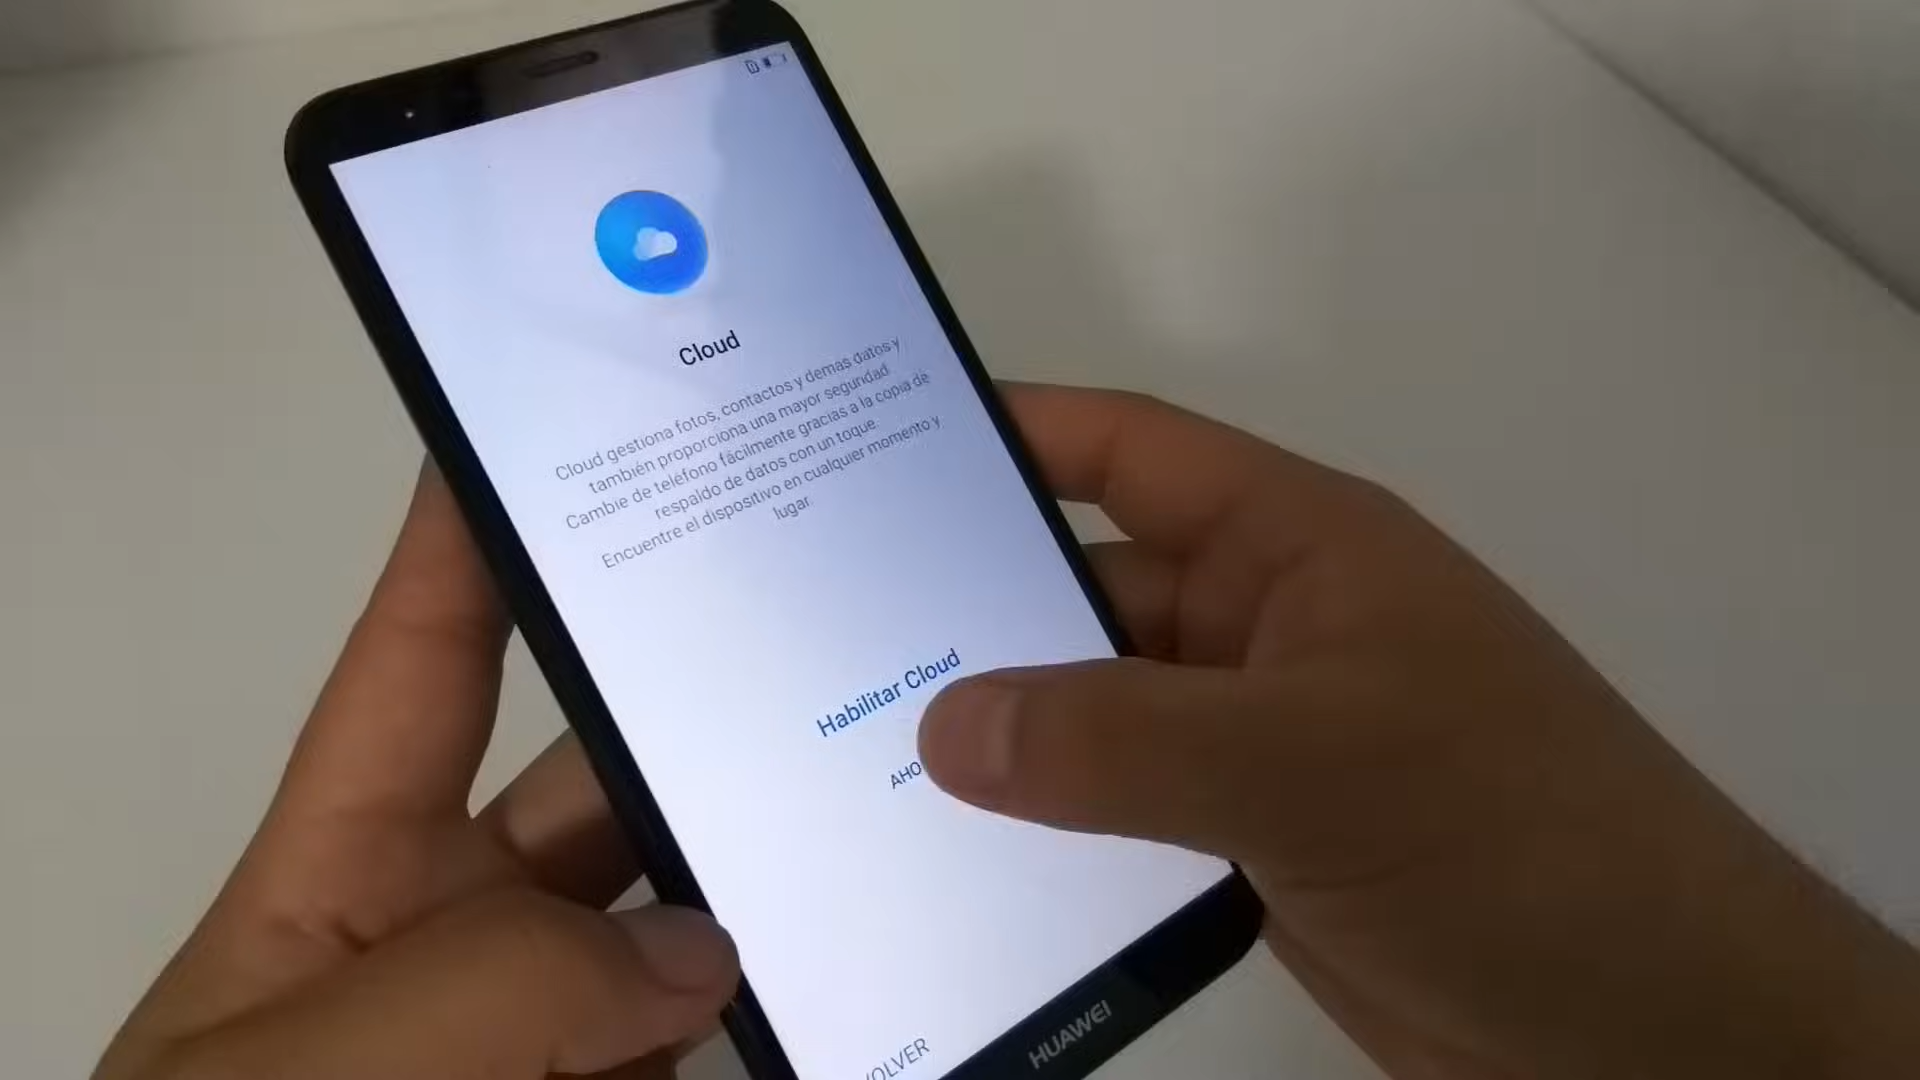 Cloud
Cloud gestiona fotos, contactos y demas datos y
también proporciona una mayor seguridad.
Cambie de teléfono fácilmente gracias a la copia de
respaldo de datos con un toque.
Encuentre el dispositivo en cualquier momento y
lugar.
Habilitar Cloud
AHO
OLVER
HUAWEI